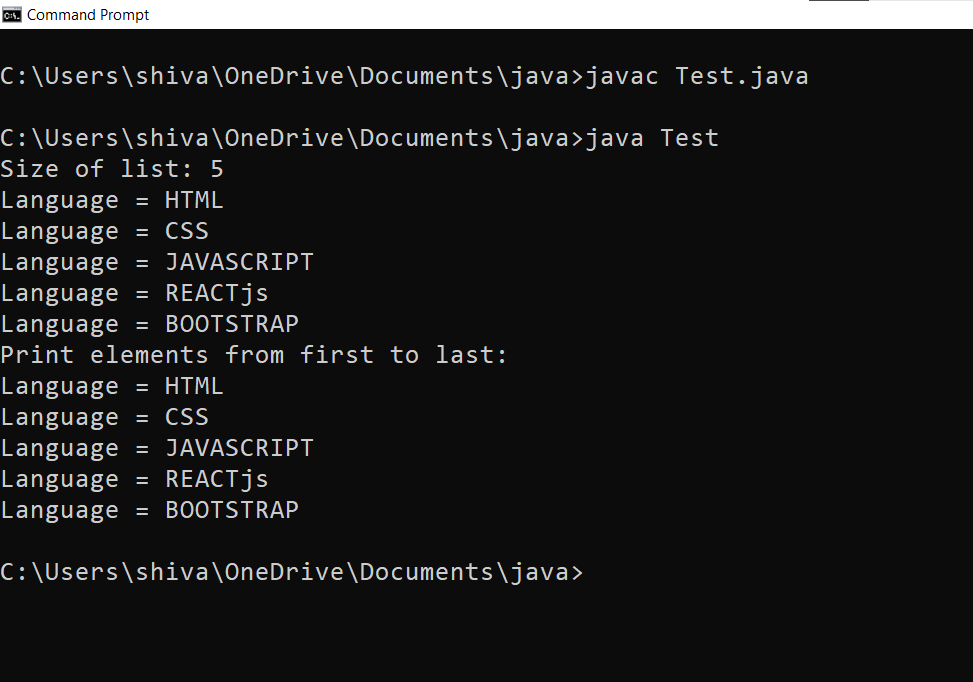 Command Prompt
C:\Users\shiva\OneDrive\Documents\java>javac Test.java
C:\Users\shiva\OneDrive\Documents\java>java Test
Size of list: 5
Language = HTML
Language = CSS
Language = JAVASCRIPT
Language = REACTjs
Language = BOOTSTRAP
Print elements from first to last:
Language = HTML
Language = CSS
Language = JAVASCRIPT
Language = REACTjs
Language = BOOTSTRAP
C:\Users\shiva\OneDrive\Documents\java>